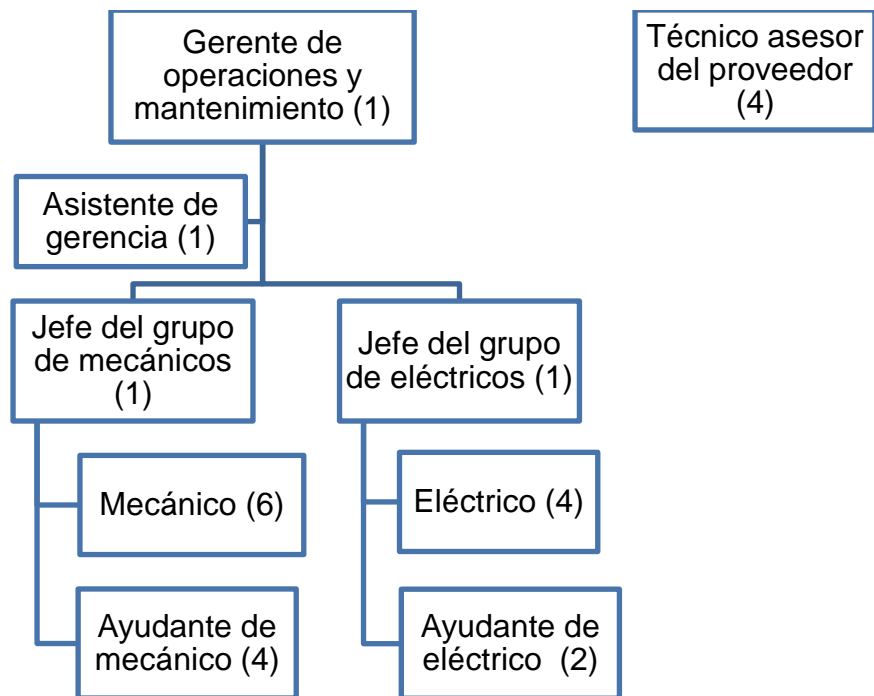 Gerente de
operaciones y
mantenimiento (1)
Técnico asesor
del proveedor
(4)
Asistente de
gerencia (1)
Jefe del grupo
de mecánicos
(1)
Jefe del grupo
de eléctricos (1)
Mecánico (6)
Eléctrico (4)
Ayudante de
mecánico (4)
Ayudante de
eléctrico (2)